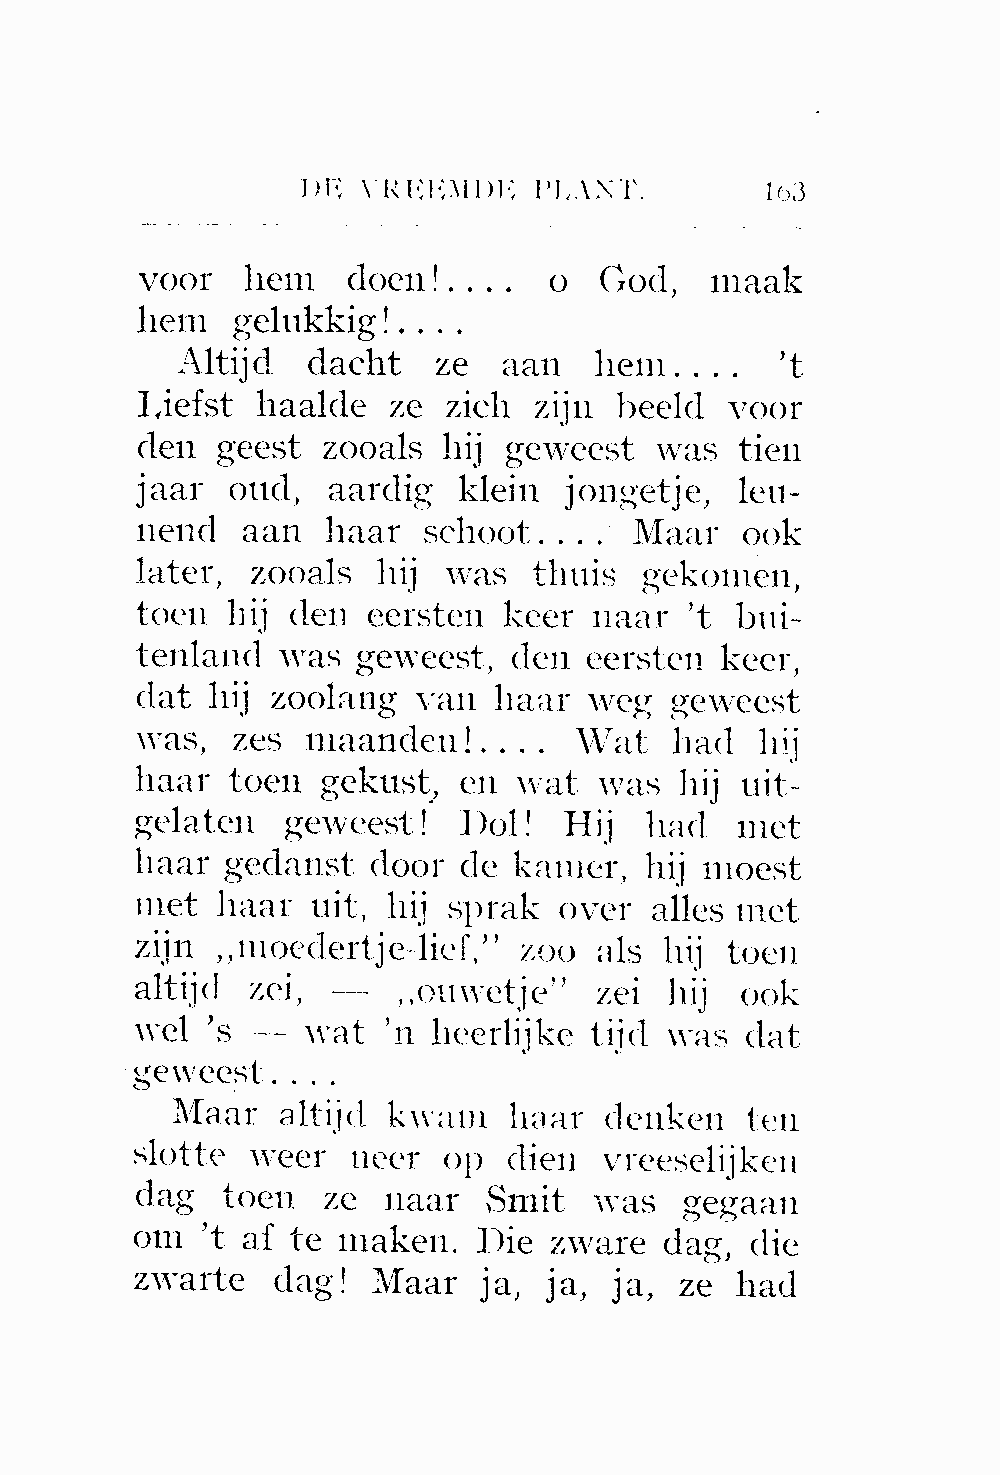 DE VREEMDE PLANT. 163
voor hem doen!.... o God, maak
hem gelukkig!....
Altijd dacht ze aan hem.... 't
Liefst haalde ze zich zijn beeld voor
den geest zooals hij geweest was tien
jaar oud, aardig klein jongetje, leu-
nend aan haar schoot.... Maar ook
later, zooals hij was thuis gekomen,
toen hij den eersten keer naar 't bui-
tenland was geweest, den eersten keer,
dat hij zoolang van haar weg geweest
was, zes maanden!.... Wat had hij
haar toen gekust, en wat was hij uit-
gelaten geweest! Dol! Hij had met
haar gedanst door de kamer, hij moest
met haar uit, hij sprak over alles met
zijn ,,moedertje-lief,'' zoo als hij toen
altijd zei, — ,,ouwetje'' zei hij ook
wel 's — wat 'n heerlijke tijd was dat
geweest....
Maar altijd kwam haar denken ten
slotte weer neer op dien vreeselijken
dag toen ze naar Smit was gegaan
om 't af te maken. Die zware dag, die
zwarte dag! Maar ja, ja, ja, ze had